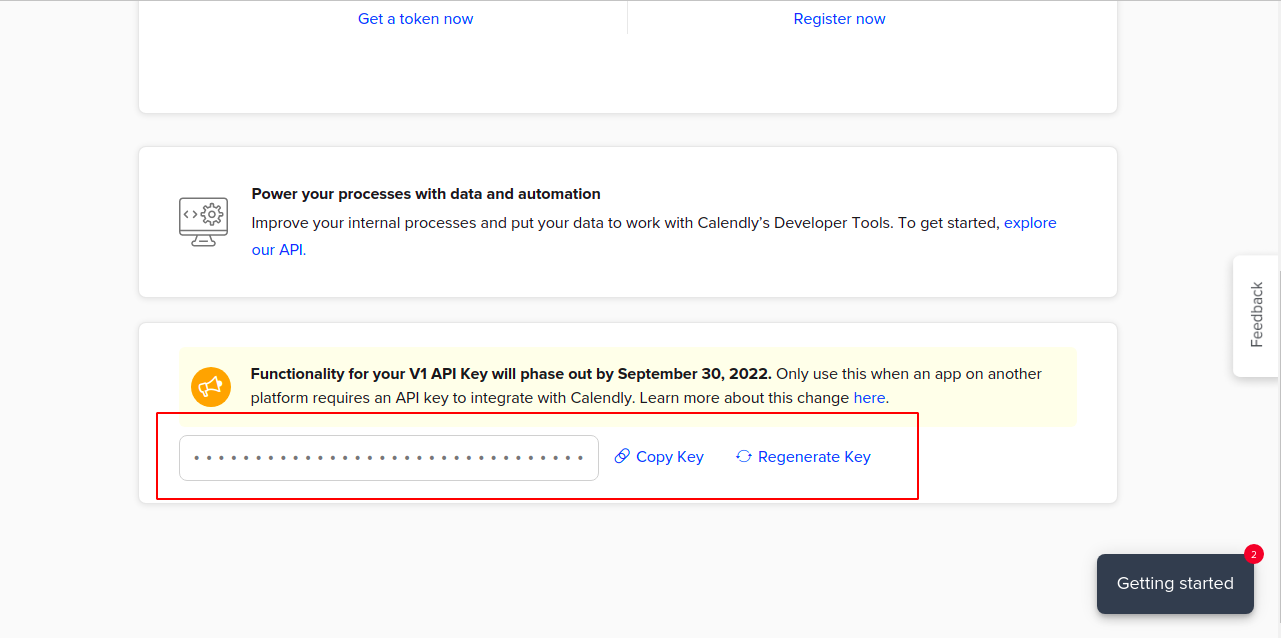 Get a token now
Register now
Power your processes with data and automation
Improve your internal processes and put your data to work with Calendly’s Developer Tools. To get started, explore
our API.
Feedback
Functionality for your V1 API Key will phase out by September 30, 2022. Only use this when an app on another
platform requires an API key to integrate with Calendly. Learn more about this change here.
Copy Key
Regenerate Key
2
Getting started